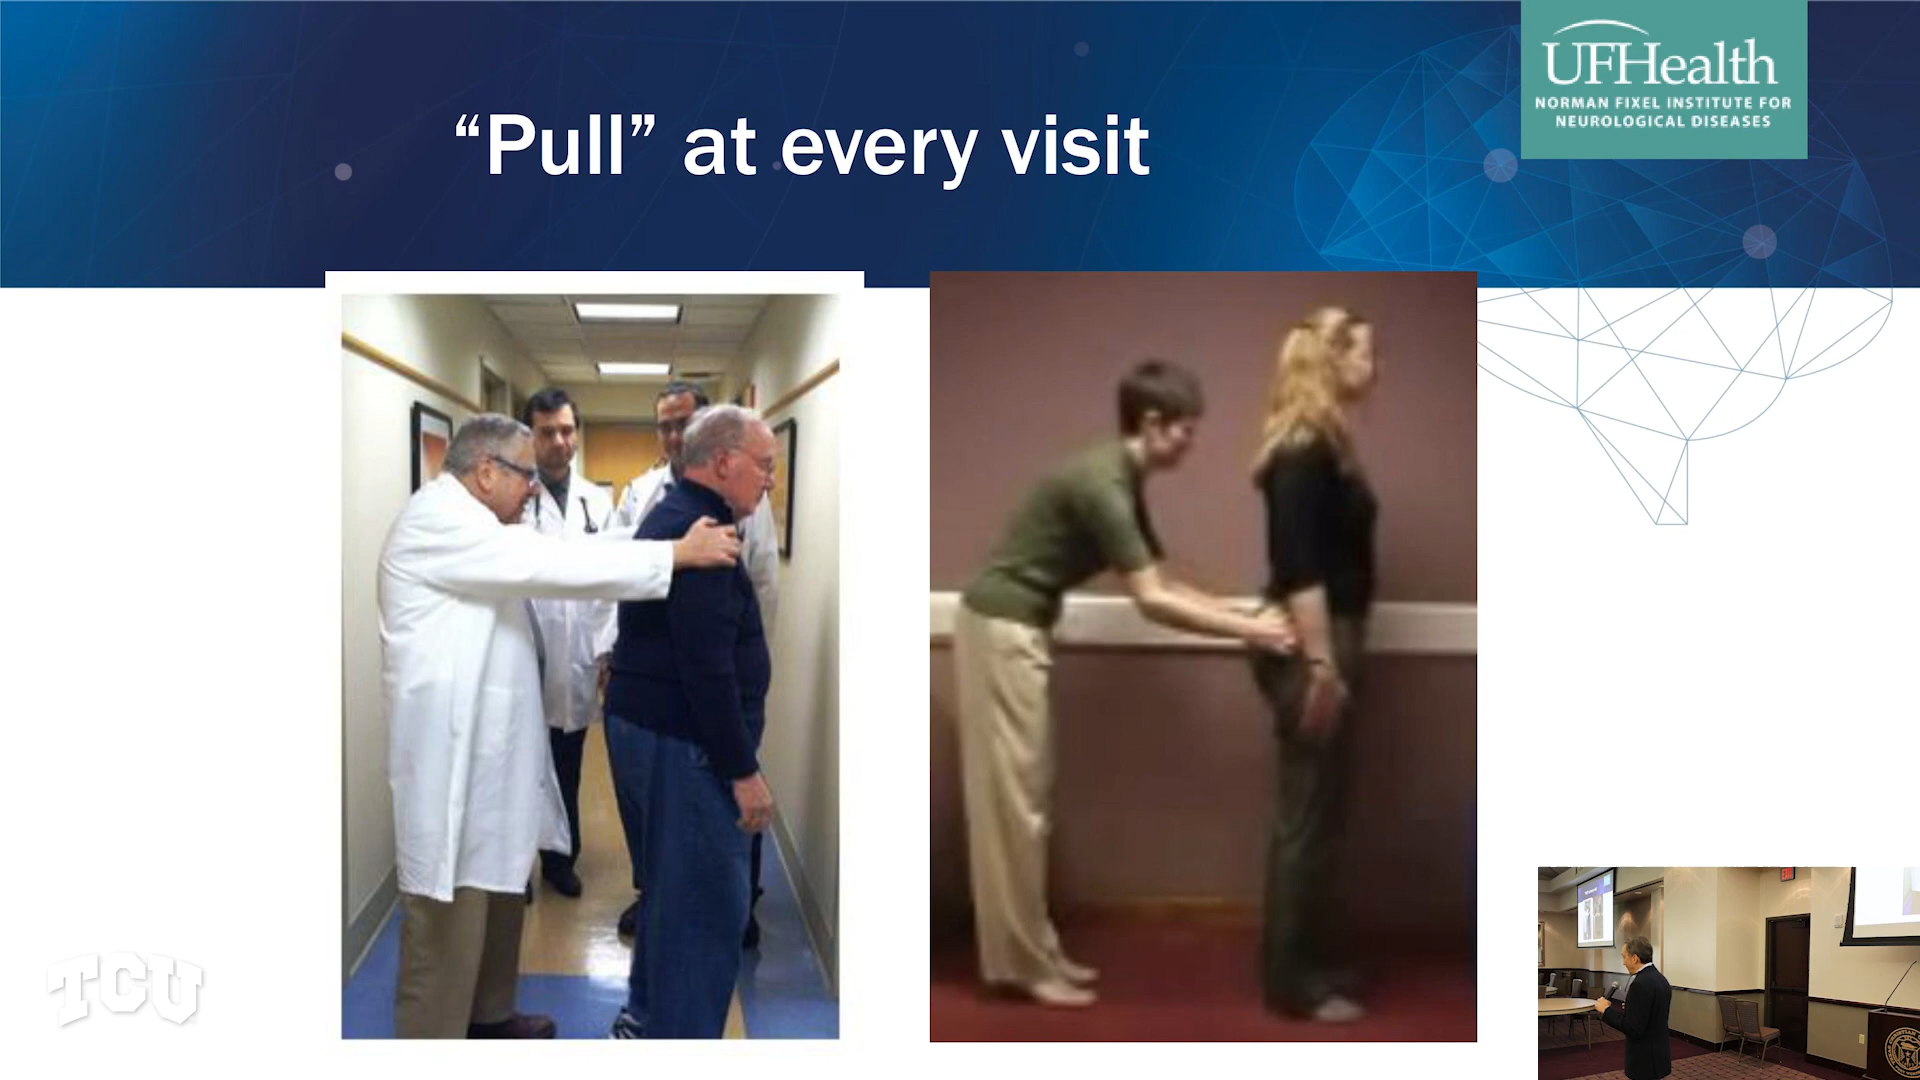 “Pull” at every visit
UFHealth
NORMAN FIXEL INSTITUTE FOR
NEUROLOGICAL DISEASES
TCU